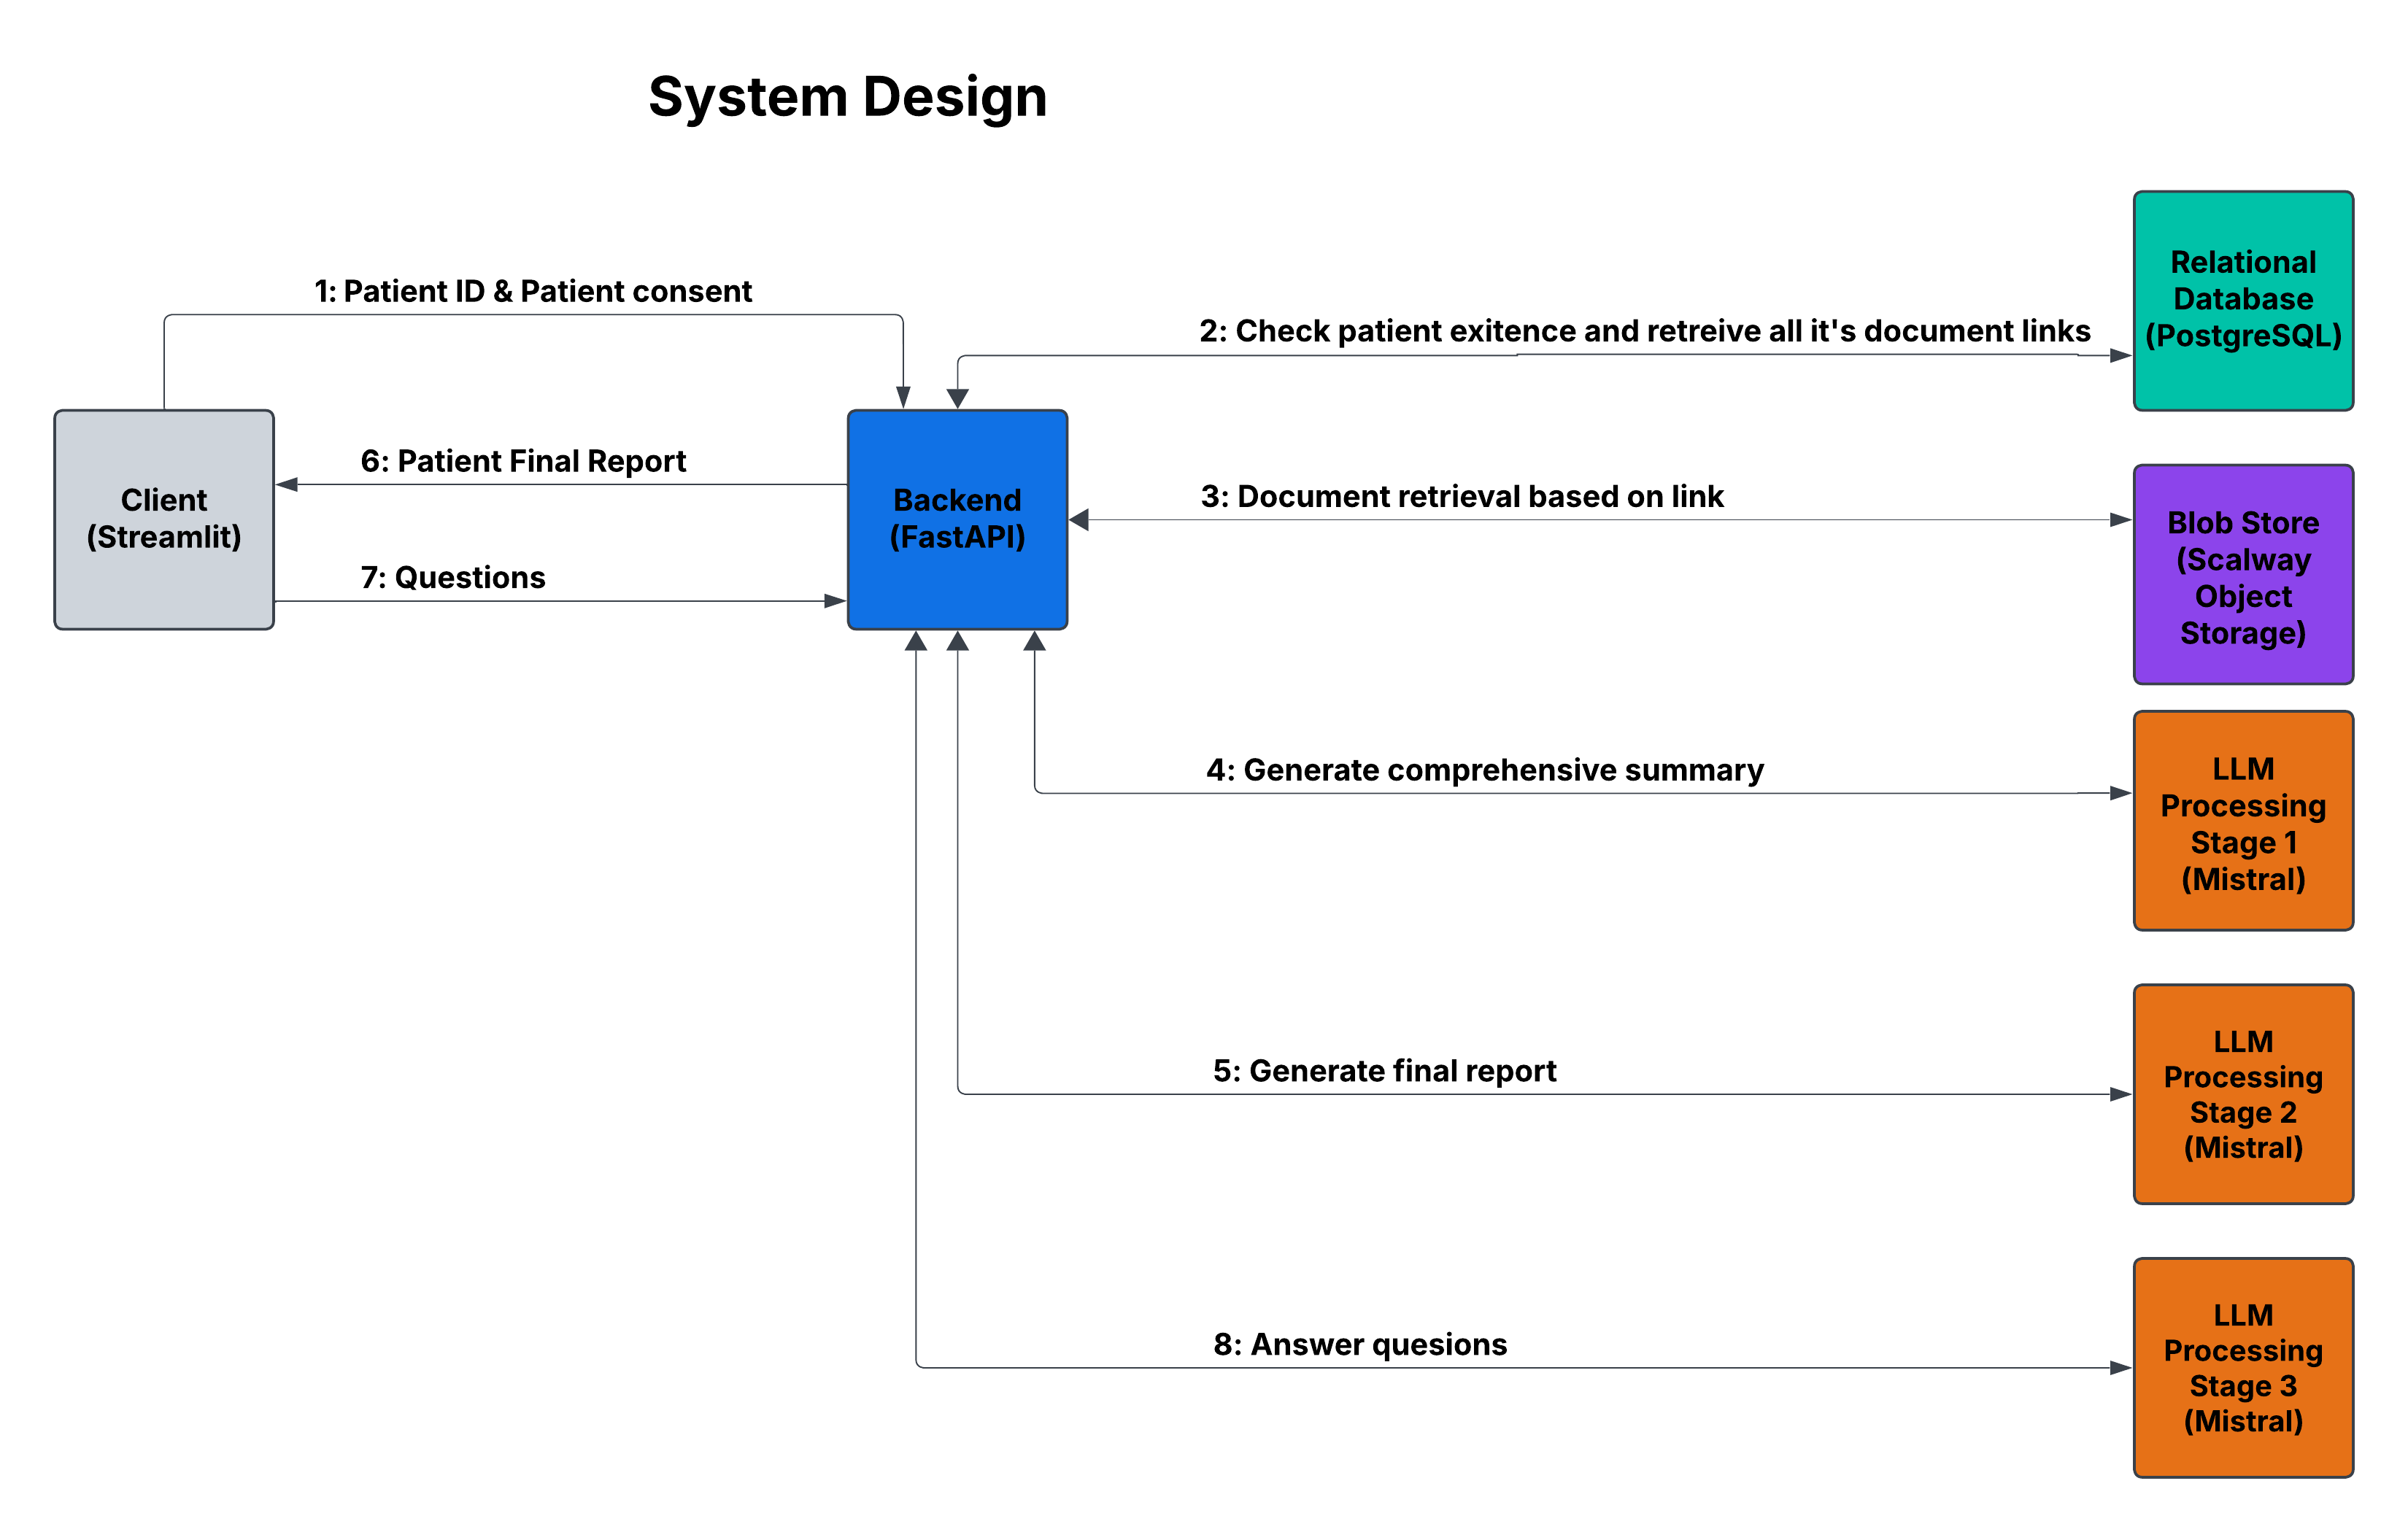 System Design
1: Patient ID & Patient consent
2: Check patient exitence and retreive all it's document links
Relational
Database
(PostgreSQL)
6: Patient Final Report
Client
(Streamlit)
Backend
(FastAPI)
3: Document retrieval based on link
Blob Store
(Scalway
Object
Storage)
7: Questions
4: Generate comprehensive summary
LLM
Processing
Stage 1
(Mistral)
5: Generate final report
LLM
Processing
Stage 2
(Mistral)
8: Answer quesions
LLM
Processing
Stage 3
(Mistral)